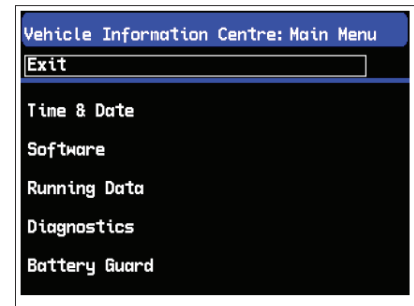 Vehicle Information Centre: Main Menu
Exit
Time & Date
Software
Running Data
Diagnostics
Battery Guard